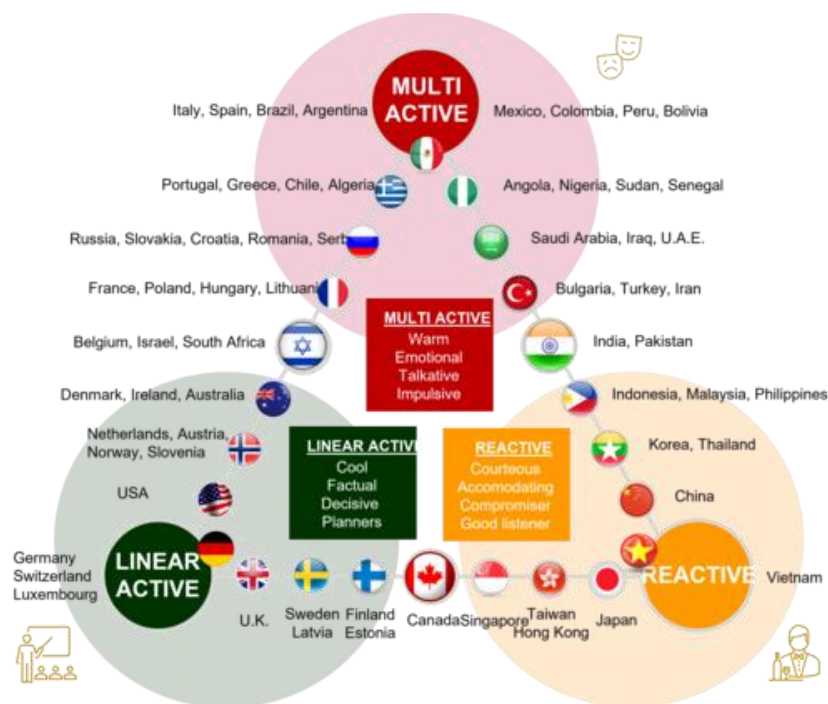 MULTI
ACTIVE
Italy, Spain, Brazil, Argentina
Mexico, Colombia, Peru, Bolivia
Portugal, Greece, Chile, Algeria
Angola, Nigeria, Sudan, Senegal
Russia, Slovakia, Croatia, Romania, Serb
Saudi Arabia, Iraq, U.A.E.
France, Poland, Hungary, Lithuani
Bulgaria, Turkey, Iran
MULTI ACTIVE
Warm
Emotional
Talkative
Impulsive
Belgium, Israel, South Africa
India, Pakistan
Denmark, Ireland, Australia
Indonesia, Malaysia, Philippines
Netherlands, Austria,
Norway, Slovenia
LINEAR ACTIVE
Cool
Factual
Decisive
Planners
REACTIVE
Courteous
Accomodating
Compromiser
Good listener
Korea, Thailand
USA
China
Germany
Switzerland
Luxembourg
LINEAR
ACTIVE
REACTIVE
Vietnam
U.K.
Sweden
Latvia
Finland
Estonia
Canada
Singapore
Taiwan
Hong Kong
Japan